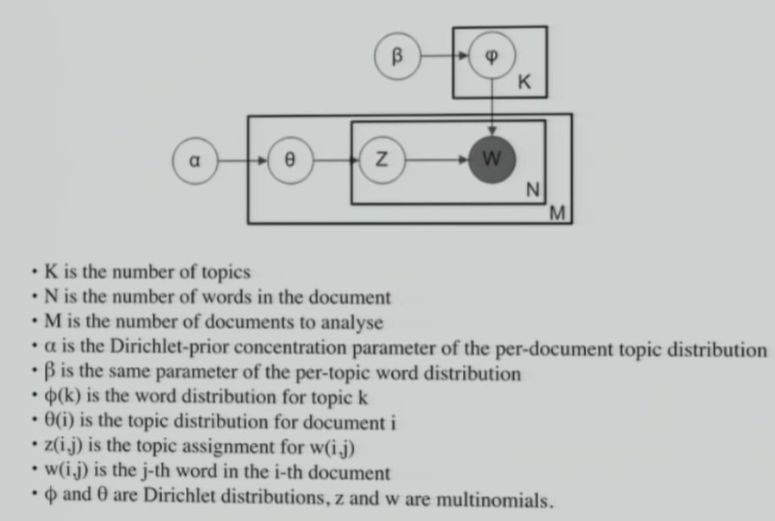 β
φ
K
α
θ
Z
W
N
M
• K is the number of topics
• N is the number of words in the document
• M is the number of documents to analyse
• α is the Dirichlet-prior concentration parameter of the per-document topic distribution
• β is the same parameter of the per-topic word distribution
• ϕ(k) is the word distribution for topic k
• θ(i) is the topic distribution for document i
• z(i,j) is the topic assignment for w(i,j)
• w(i,j) is the j-th word in the i-th document
• ϕ and θ are Dirichlet distributions, z and w are multinomials.